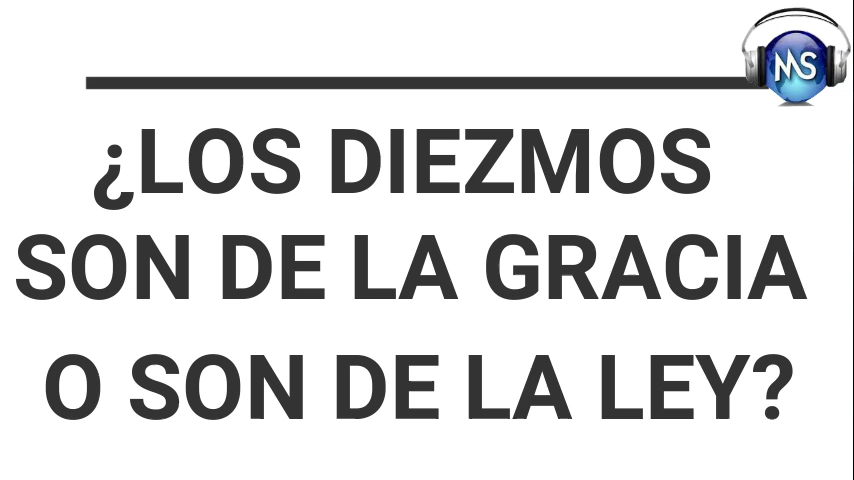 MS
¿LOS DIEZMOS
SON DE LA GRACIA
O SON DE LA LEY?